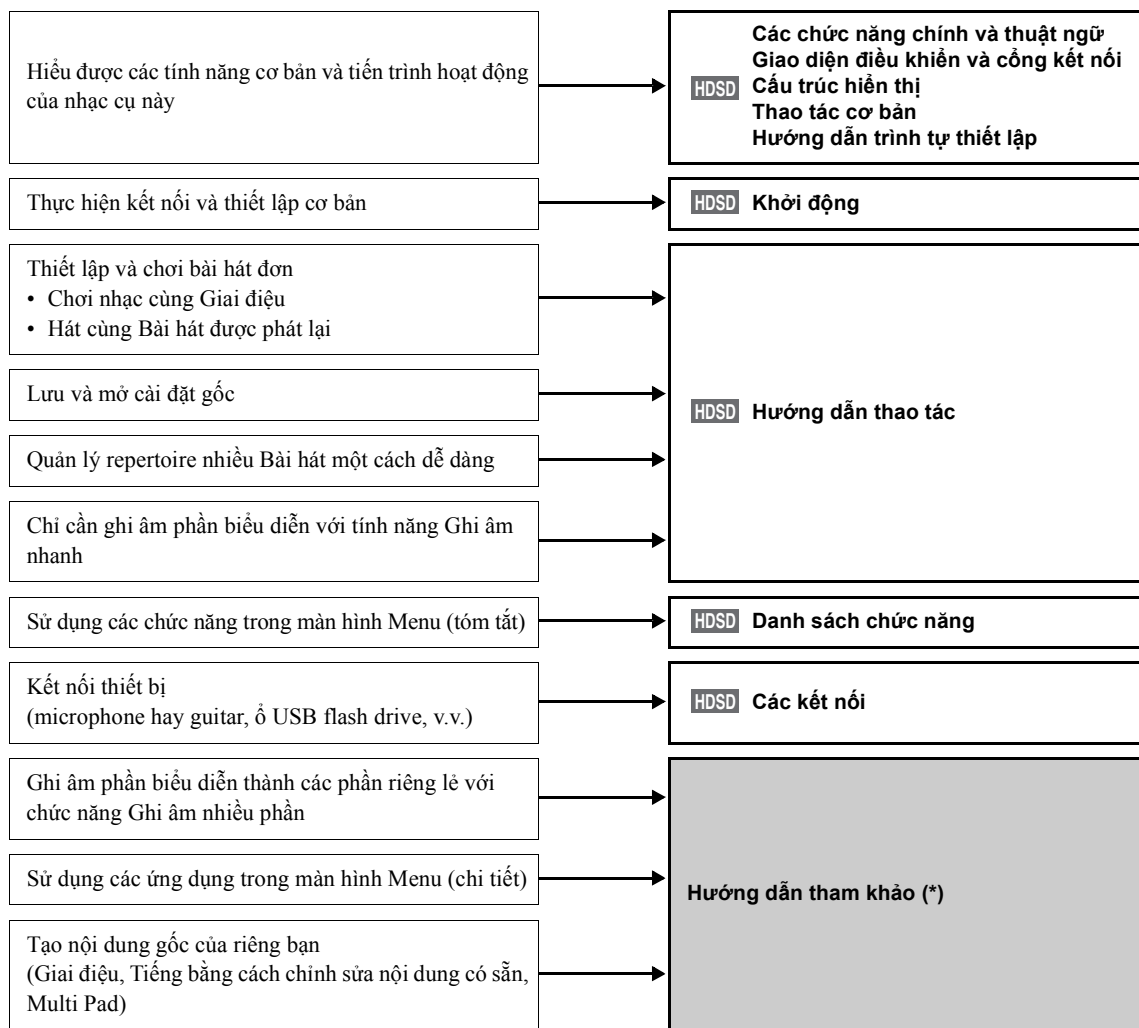 Hiểu được các tính năng cơ bản và tiến trình hoạt động
của nhạc cụ này
Các chức năng chính và thuật ngữ
Giao diện điều khiển và cổng kết nối
HDSD Cấu trúc hiển thị
Thao tác cơ bản
Hướng dẫn trình tự thiết lập
Thực hiện kết nối và thiết lập cơ bản
HDSD Khởi động
Thiết lập và chơi bài hát đơn
• Chơi nhạc cùng Giai điệu
• Hát cùng Bài hát được phát lại
Lưu và mở cài đặt gốc
Quản lý repertoire nhiều Bài hát một cách dễ dàng
Chỉ cần ghi âm phần biểu diễn với tính năng Ghi âm
nhanh
HDSD Hướng dẫn thao tác
Sử dụng các chức năng trong màn hình Menu (tóm tắt)
HDSD Danh sách chức năng
Kết nối thiết bị
(microphone hay guitar, ổ USB flash drive, v.v.)
HDSD Các kết nối
Ghi âm phần biểu diễn thành các phần riêng lẻ với
chức năng Ghi âm nhiều phần
Sử dụng các ứng dụng trong màn hình Menu (chi tiết)
Tạo nội dung gốc của riêng bạn
(Giai điệu, Tiếng bằng cách chỉnh sửa nội dung có sẵn,
Multi Pad)
Hướng dẫn tham khảo (*)